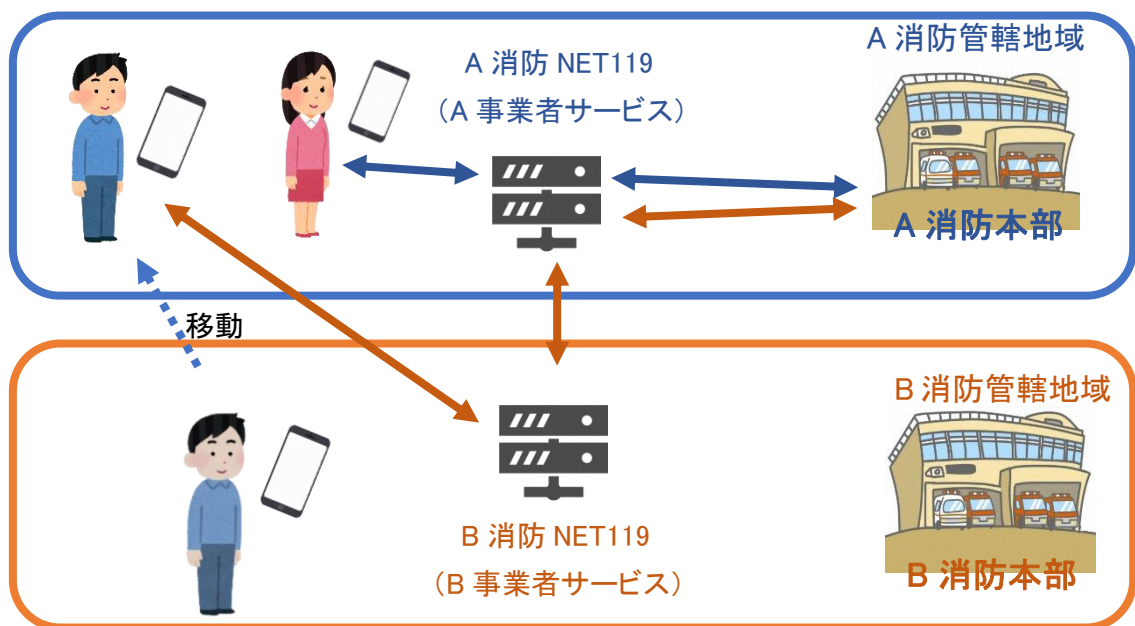 A 消防 NET119
（A 事業者サービス）
A 消防管轄地域
A 消防本部
移動
B 消防管轄地域
B 消防本部
B 消防 NET119
（B 事業者サービス）